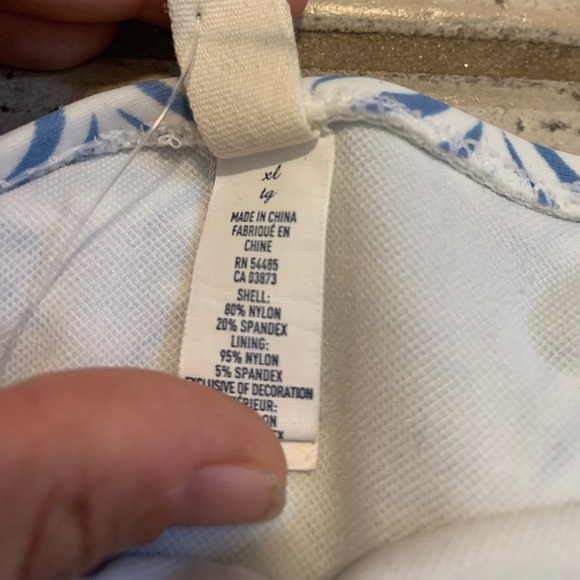 xl
tg
MADE IN CHINA
FABRIQUÉ EN
CHINE
RN 54485
CA 03873
SHELL:
80% NYLON
20% SPANDEX
LINING:
95% NYLON
5% SPANDEX
EXCLUSIVE OF DECORATION